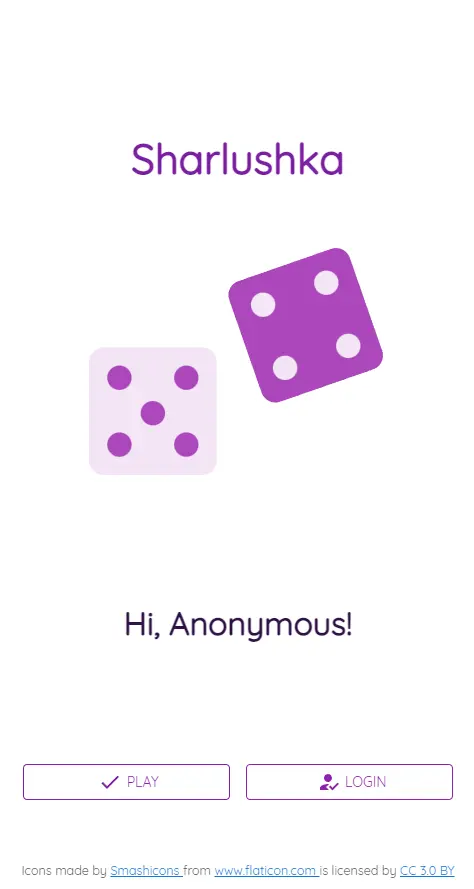 Sharlushka
Hi, Anonymous!
PLAY
LOGIN
Icons made by Smashicons from www.flaticon.com is licensed by CC 3.0 BY